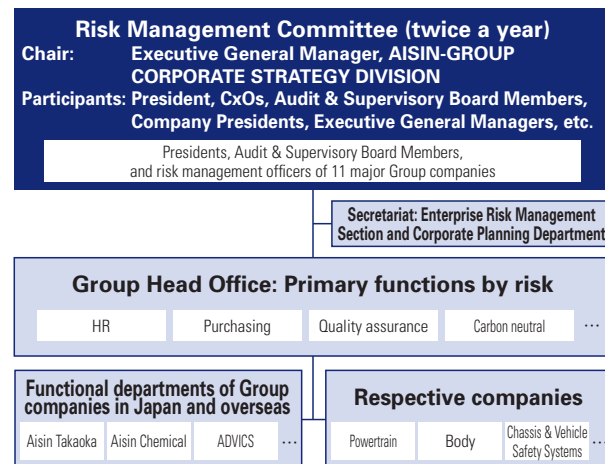 Risk Management Committee (twice a year)
Chair: Executive General Manager, AISIN-GROUP
CORPORATE STRATEGY DIVISION
Participants: President, CxOs, Audit & Supervisory Board Members,
Company Presidents, Executive General Managers, etc.
Presidents, Audit & Supervisory Board Members,
and risk management officers of 11 major Group companies
Secretariat: Enterprise Risk Management
Section and Corporate Planning Department
Group Head Office: Primary functions by risk
HR Purchasing Quality assurance Carbon neutral …
Functional departments of Group
companies in Japan and overseas
Aisin Takaoka Aisin Chemical ADVICS …
Respective companies
Powertrain Body Chassis & Vehicle
Safety Systems …